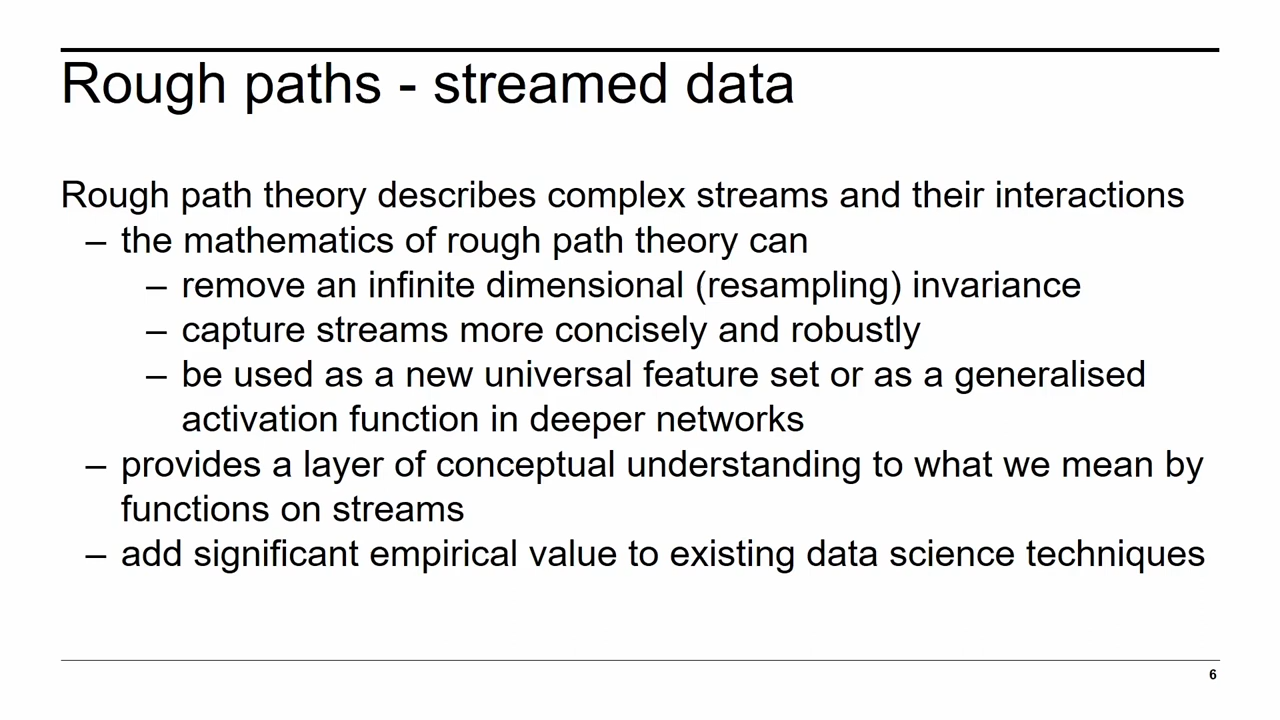 Rough paths - streamed data
Rough path theory describes complex streams and their interactions
– the mathematics of rough path theory can
– remove an infinite dimensional (resampling) invariance
– capture streams more concisely and robustly
– be used as a new universal feature set or as a generalised
activation function in deeper networks
– provides a layer of conceptual understanding to what we mean by
functions on streams
– add significant empirical value to existing data science techniques
6